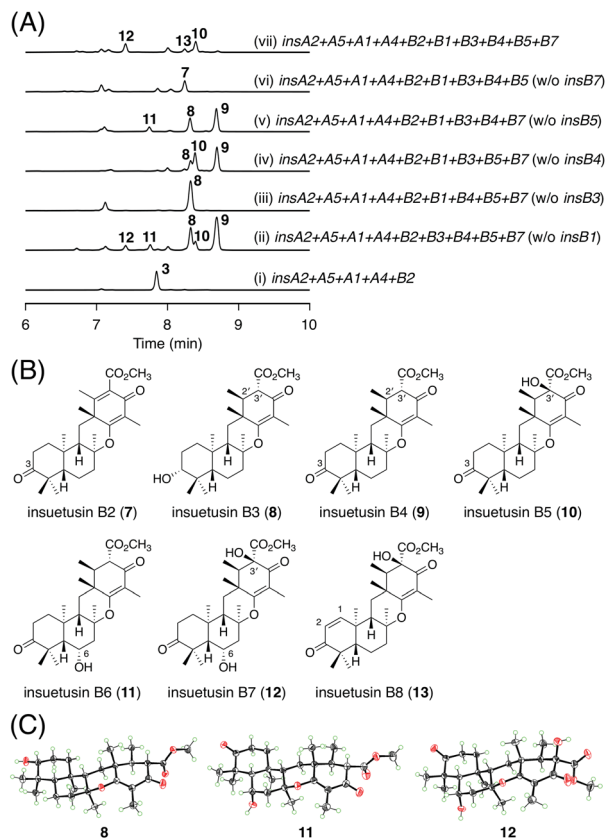 (A)
12
13
10
(vii) insA2+A5+A1+A4+B2+B1+B3+B4+B5+B7
7
(vi) insA2+A5+A1+A4+B2+B1+B3+B4+B5 (w/o insB7)
11
8
9
(v) insA2+A5+A1+A4+B2+B1+B3+B4+B7 (w/o insB5)
8
10
9
(iv) insA2+A5+A1+A4+B2+B1+B3+B5+B7 (w/o insB4)
8
(iii) insA2+A5+A1+A4+B2+B1+B4+B5+B7 (w/o insB3)
12
11
8
10
9
(ii) insA2+A5+A1+A4+B2+B3+B4+B5+B7 (w/o insB1)
3
(i) insA2+A5+A1+A4+B2
6 7 8 9 10
Time (min)
(B)
CO2CH3
O
O
H
3
O
H
insuetusin B2 (7)
CO2CH3
2′
3′
O
O
H
HO
H
insuetusin B3 (8)
CO2CH3
2′
3′
O
O
H
3
O
H
insuetusin B4 (9)
HO
CO2CH3
3′
O
O
H
O
H
insuetusin B5 (10)
CO2CH3
O
O
H
O
H
6
OH
insuetusin B6 (11)
HO
CO2CH3
3′
O
O
H
O
H
6
OH
insuetusin B7 (12)
HO
CO2CH3
O
O
1
2
H
O
H
insuetusin B8 (13)
(C)
8
11
12